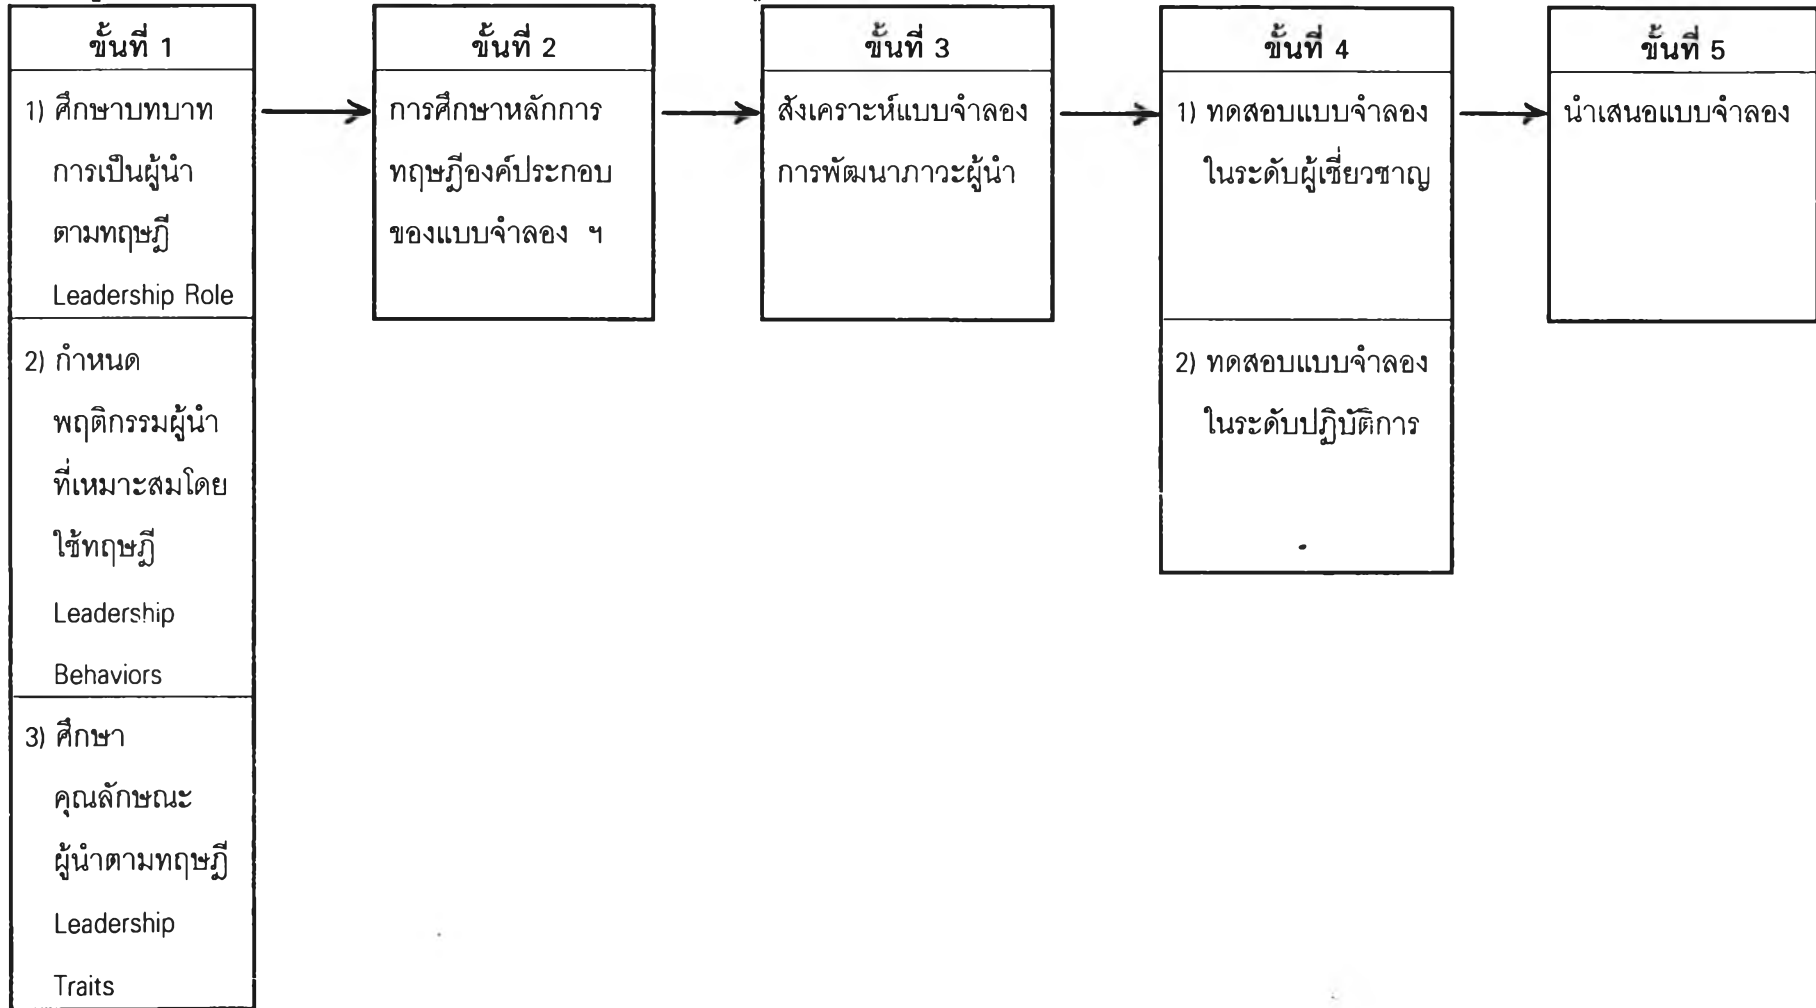 ขั้นที่ 1
1) ศึกษาบทบาท
การเป็นผู้นำ
ตามทฤษฎี
Leadership Role
2) กำหนด
พฤติกรรมผู้นำ
ที่เหมาะสมโดย
ใช้ทฤษฎี
Leadership
Behaviors
3) ศึกษา
คุณลักษณะ
ผู้นำตามทฤษฎี
Leadership
Traits
ขั้นที่ 2
การศึกษาหลักการ
ทฤษฎีองค์ประกอบ
ของแบบจำลอง ฯ
ขั้นที่ 3
สังเคราะห์แบบจำลอง
การพัฒนาภาวะผู้นำ
ขั้นที่ 4
1) ทดสอบแบบจำลอง
ในระดับผู้เชี่ยวชาญ
2) ทดสอบแบบจำลอง
ในระดับปฏิบัติการ
ขั้นที่ 5
นำเสนอแบบจำลอง